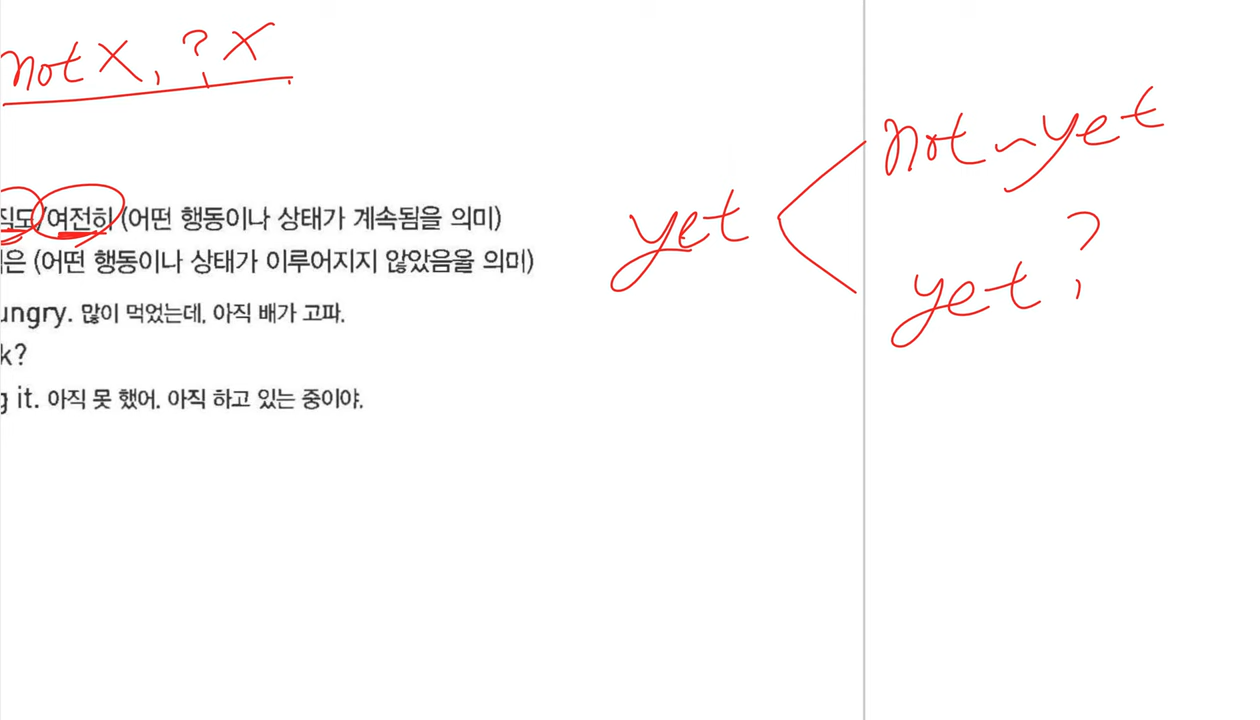 not X, ? X
직도/여전히 (어떤 행동이나 상태가 계속됨을 의미)
은 (어떤 행동이나 상태가 이루어지지 않았음을 의미)
ungry. 많이 먹었는데, 아직 배가 고파.
k?
g it. 아직 못 했어. 아직 하고 있는 중이야.
yet
not ~ yet
yet ?